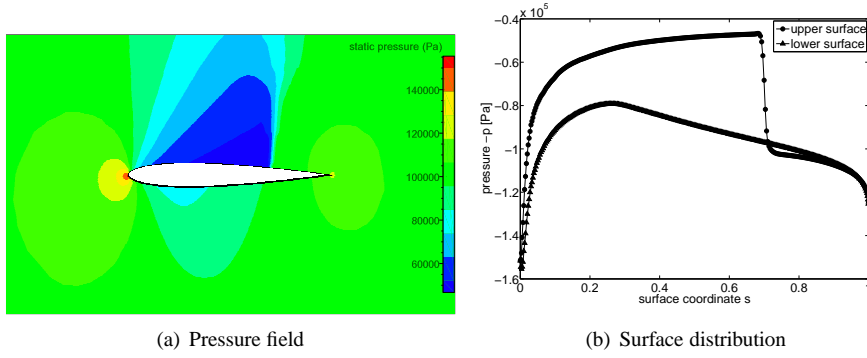 static pressure (Pa)
140000
120000
100000
80000
60000
(a) Pressure field
x 10⁵
−0.4
−0.6
−0.8
−1
−1.2
−1.4
−1.6
0
0.2
0.4
0.6
0.8
1
pressure −p [Pa]
surface coordinate s
upper surface
lower surface
(b) Surface distribution